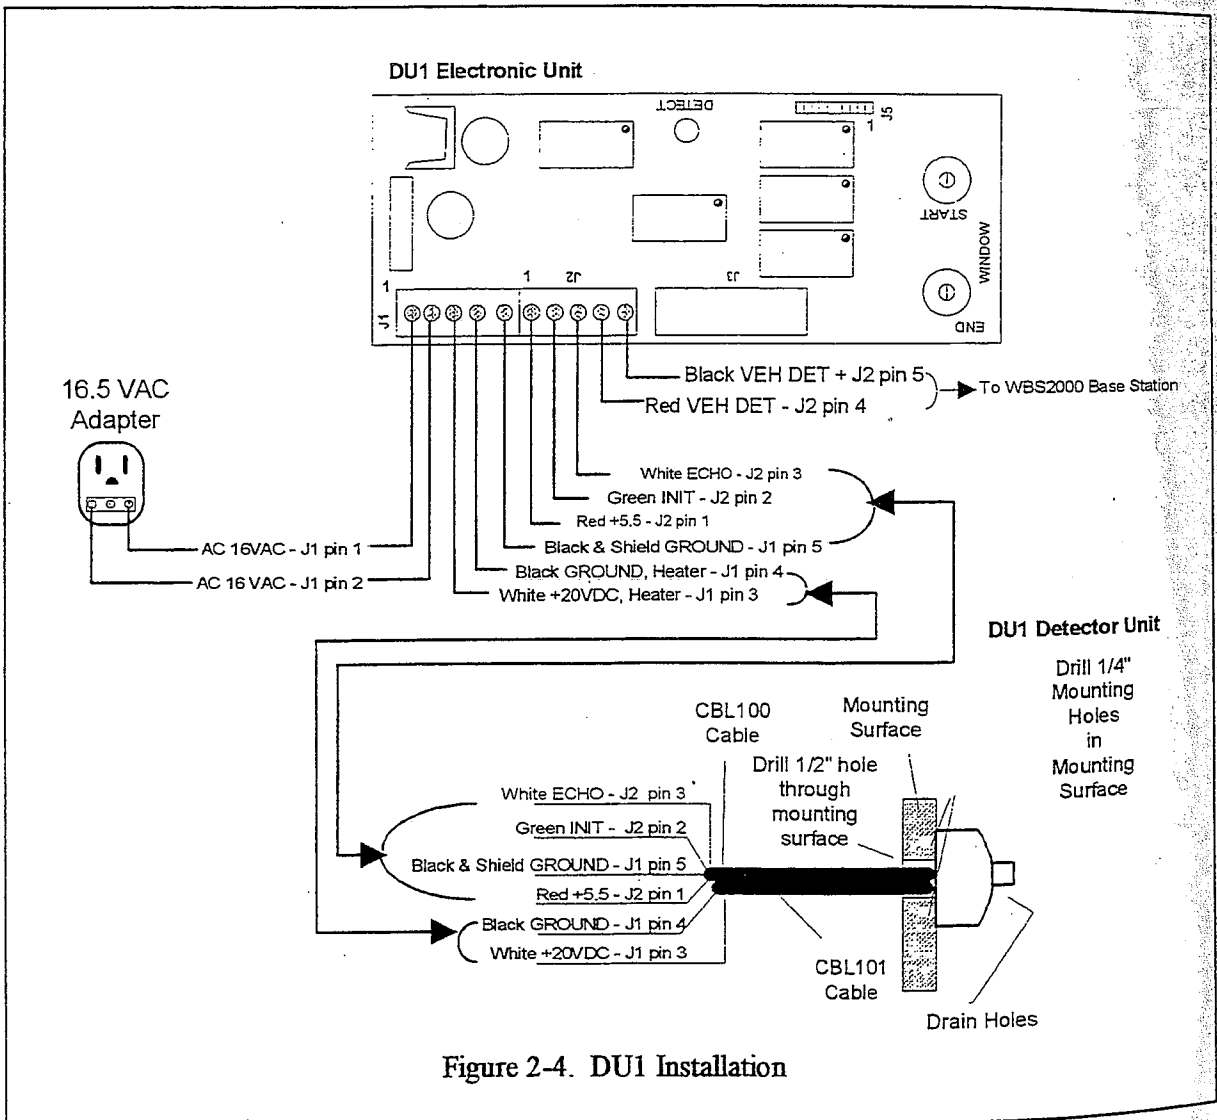 DU1 Electronic Unit
DETECT
J5
1
START
WINDOW
END
1
J1
1
J2
J3
16.5 VAC
Adapter
Black VEH DET + J2 pin 5
Red VEH DET - J2 pin 4
To WBS2000 Base Station
White ECHO - J2 pin 3
Green INIT - J2 pin 2
Red +5.5 - J2 pin 1
Black & Shield GROUND - J1 pin 5
AC 16VAC - J1 pin 1
AC 16 VAC - J1 pin 2
Black GROUND, Heater - J1 pin 4
White +20VDC, Heater - J1 pin 3
DU1 Detector Unit
Drill 1/4"
Mounting
Holes
in
Mounting
Surface
CBL100
Cable
Mounting
Surface
Drill 1/2" hole
through
mounting
surface
White ECHO - J2 pin 3
Green INIT - J2 pin 2
Black & Shield GROUND - J1 pin 5
Red +5.5 - J2 pin 1
Black GROUND - J1 pin 4
White +20VDC - J1 pin 3
CBL101
Cable
Drain Holes
Figure 2-4. DU1 Installation